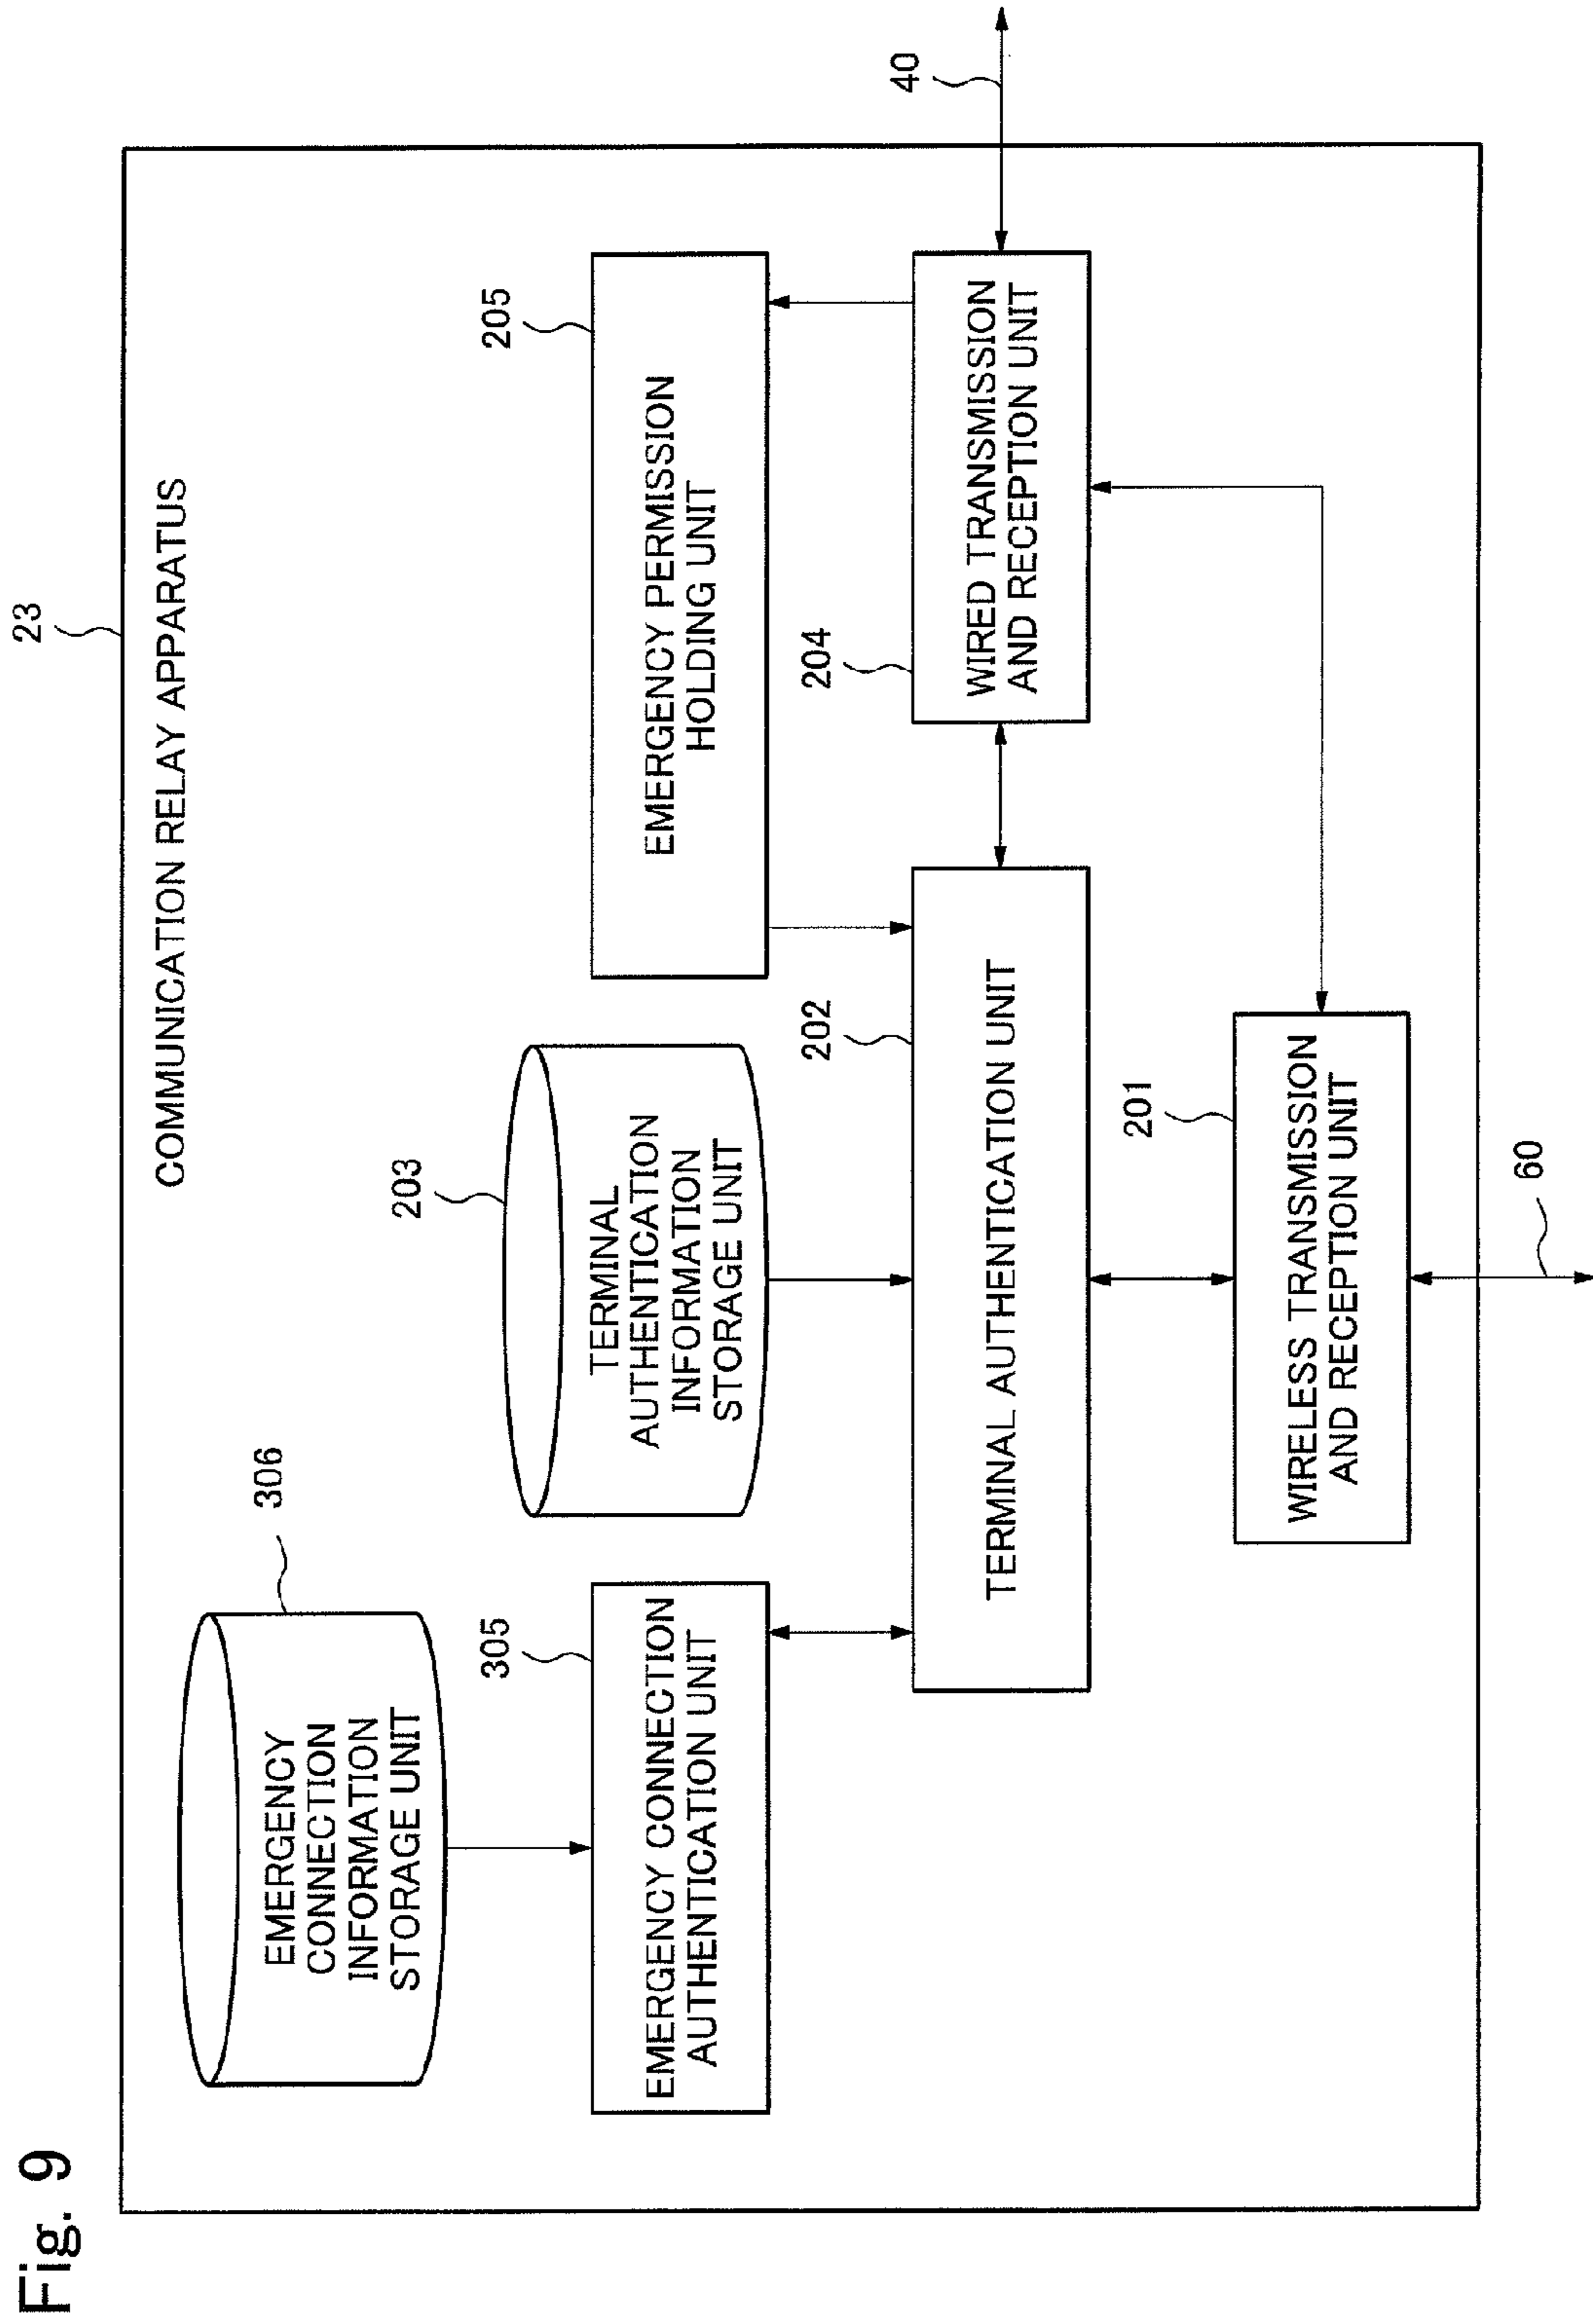 Fig. 9
23
COMMUNICATION RELAY APPARATUS
306
EMERGENCY
CONNECTION
INFORMATION
STORAGE UNIT
305
EMERGENCY CONNECTION
AUTHENTICATION UNIT
203
TERMINAL
AUTHENTICATION
INFORMATION
STORAGE UNIT
205
EMERGENCY PERMISSION
HOLDING UNIT
202
TERMINAL AUTHENTICATION UNIT
204
WIRED TRANSMISSION
AND RECEPTION UNIT
40
201
WIRELESS TRANSMISSION
AND RECEPTION UNIT
60